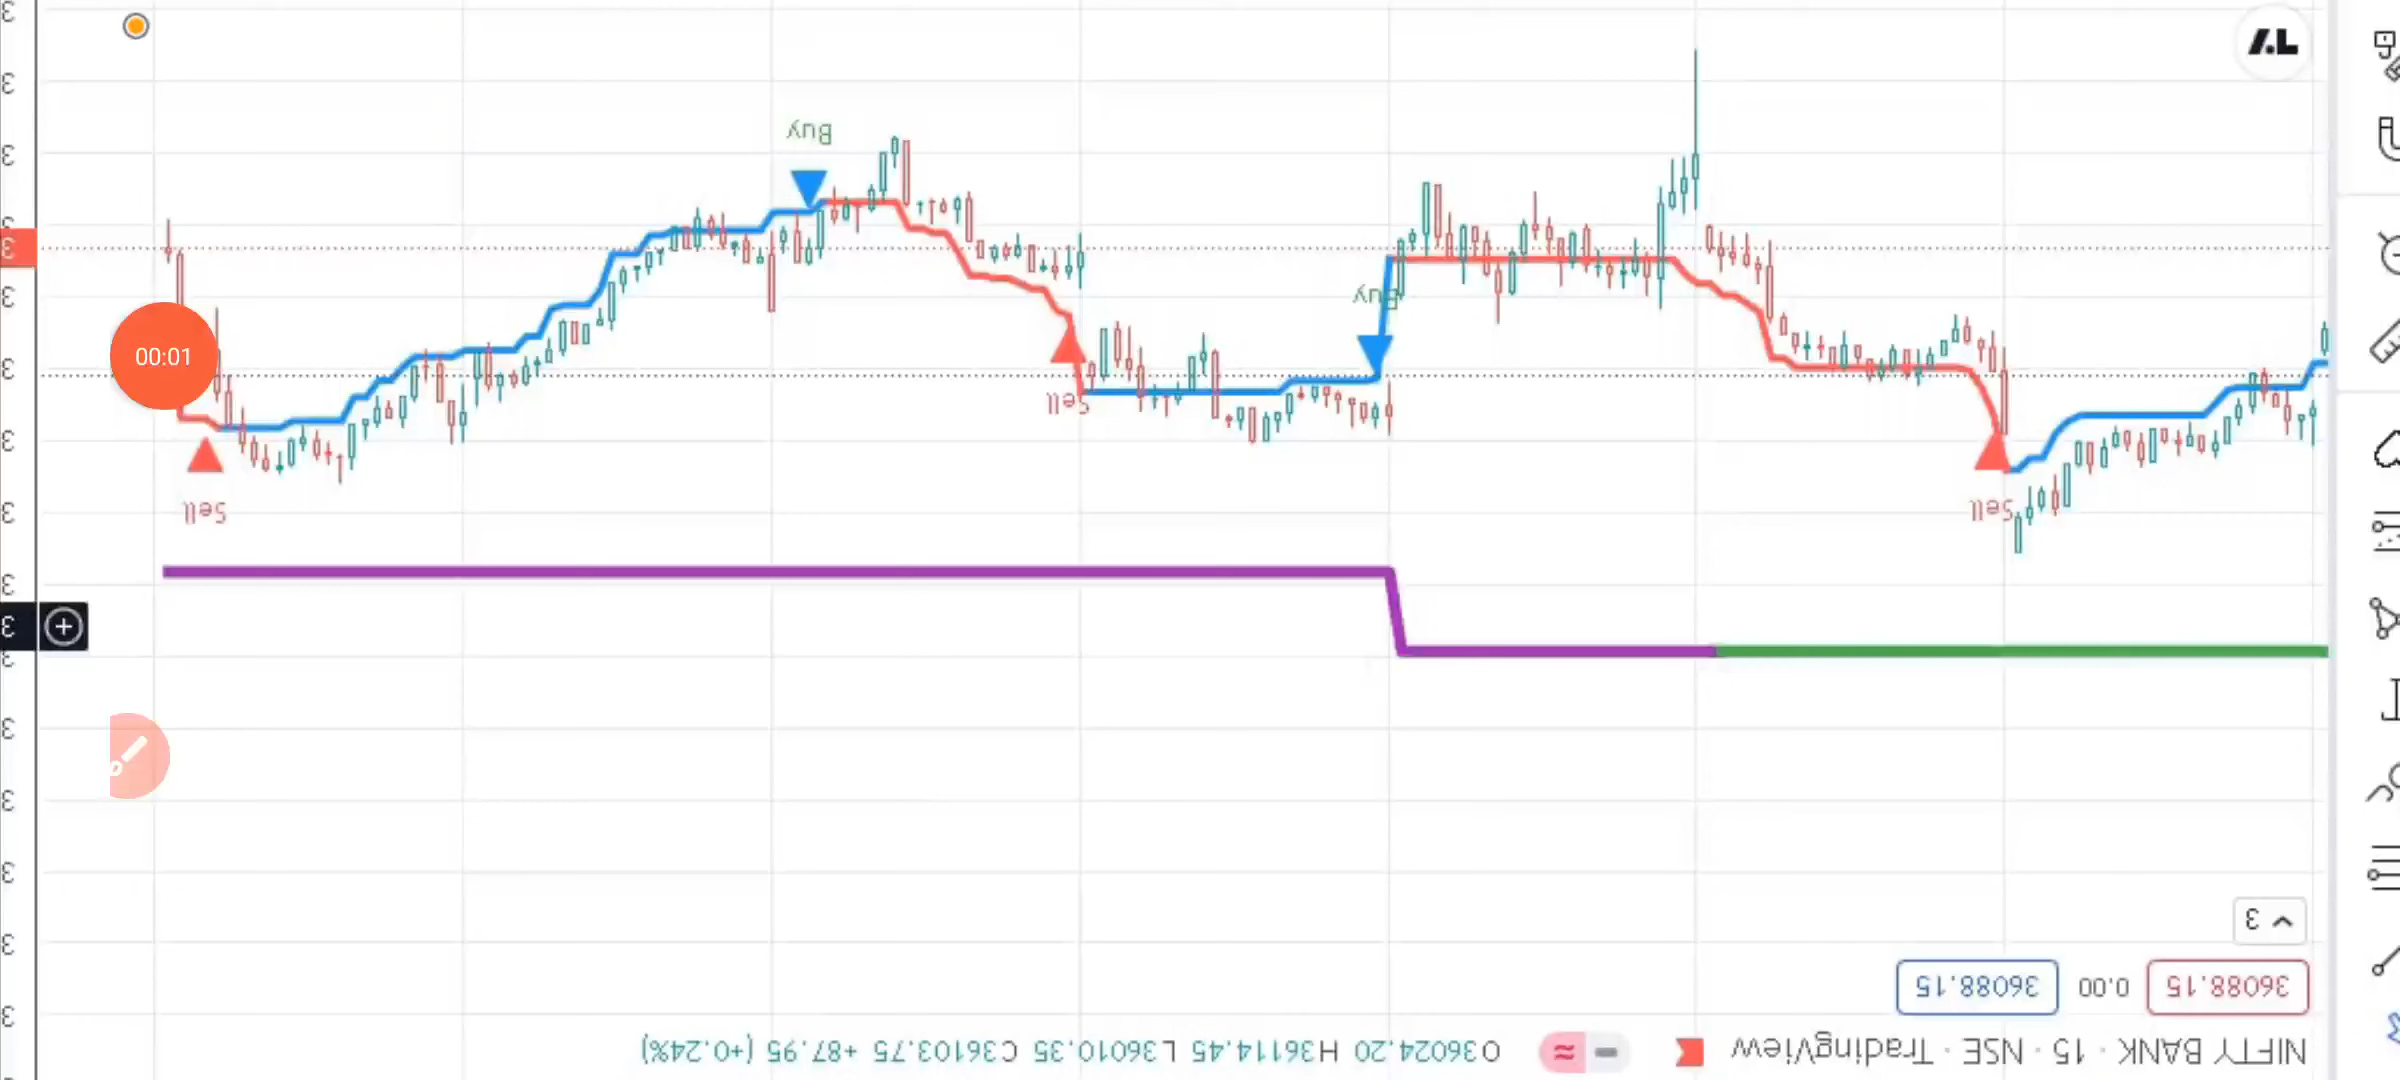 NIFTY BANK · 15 · NSE · TradingView
O36024.20 H36114.45 L36010.35 C36103.75 +87.95 (+0.24%)
36088.15 0.00 36088.15
3
Sell
Sell
Sell
Buy
Buy
00:01